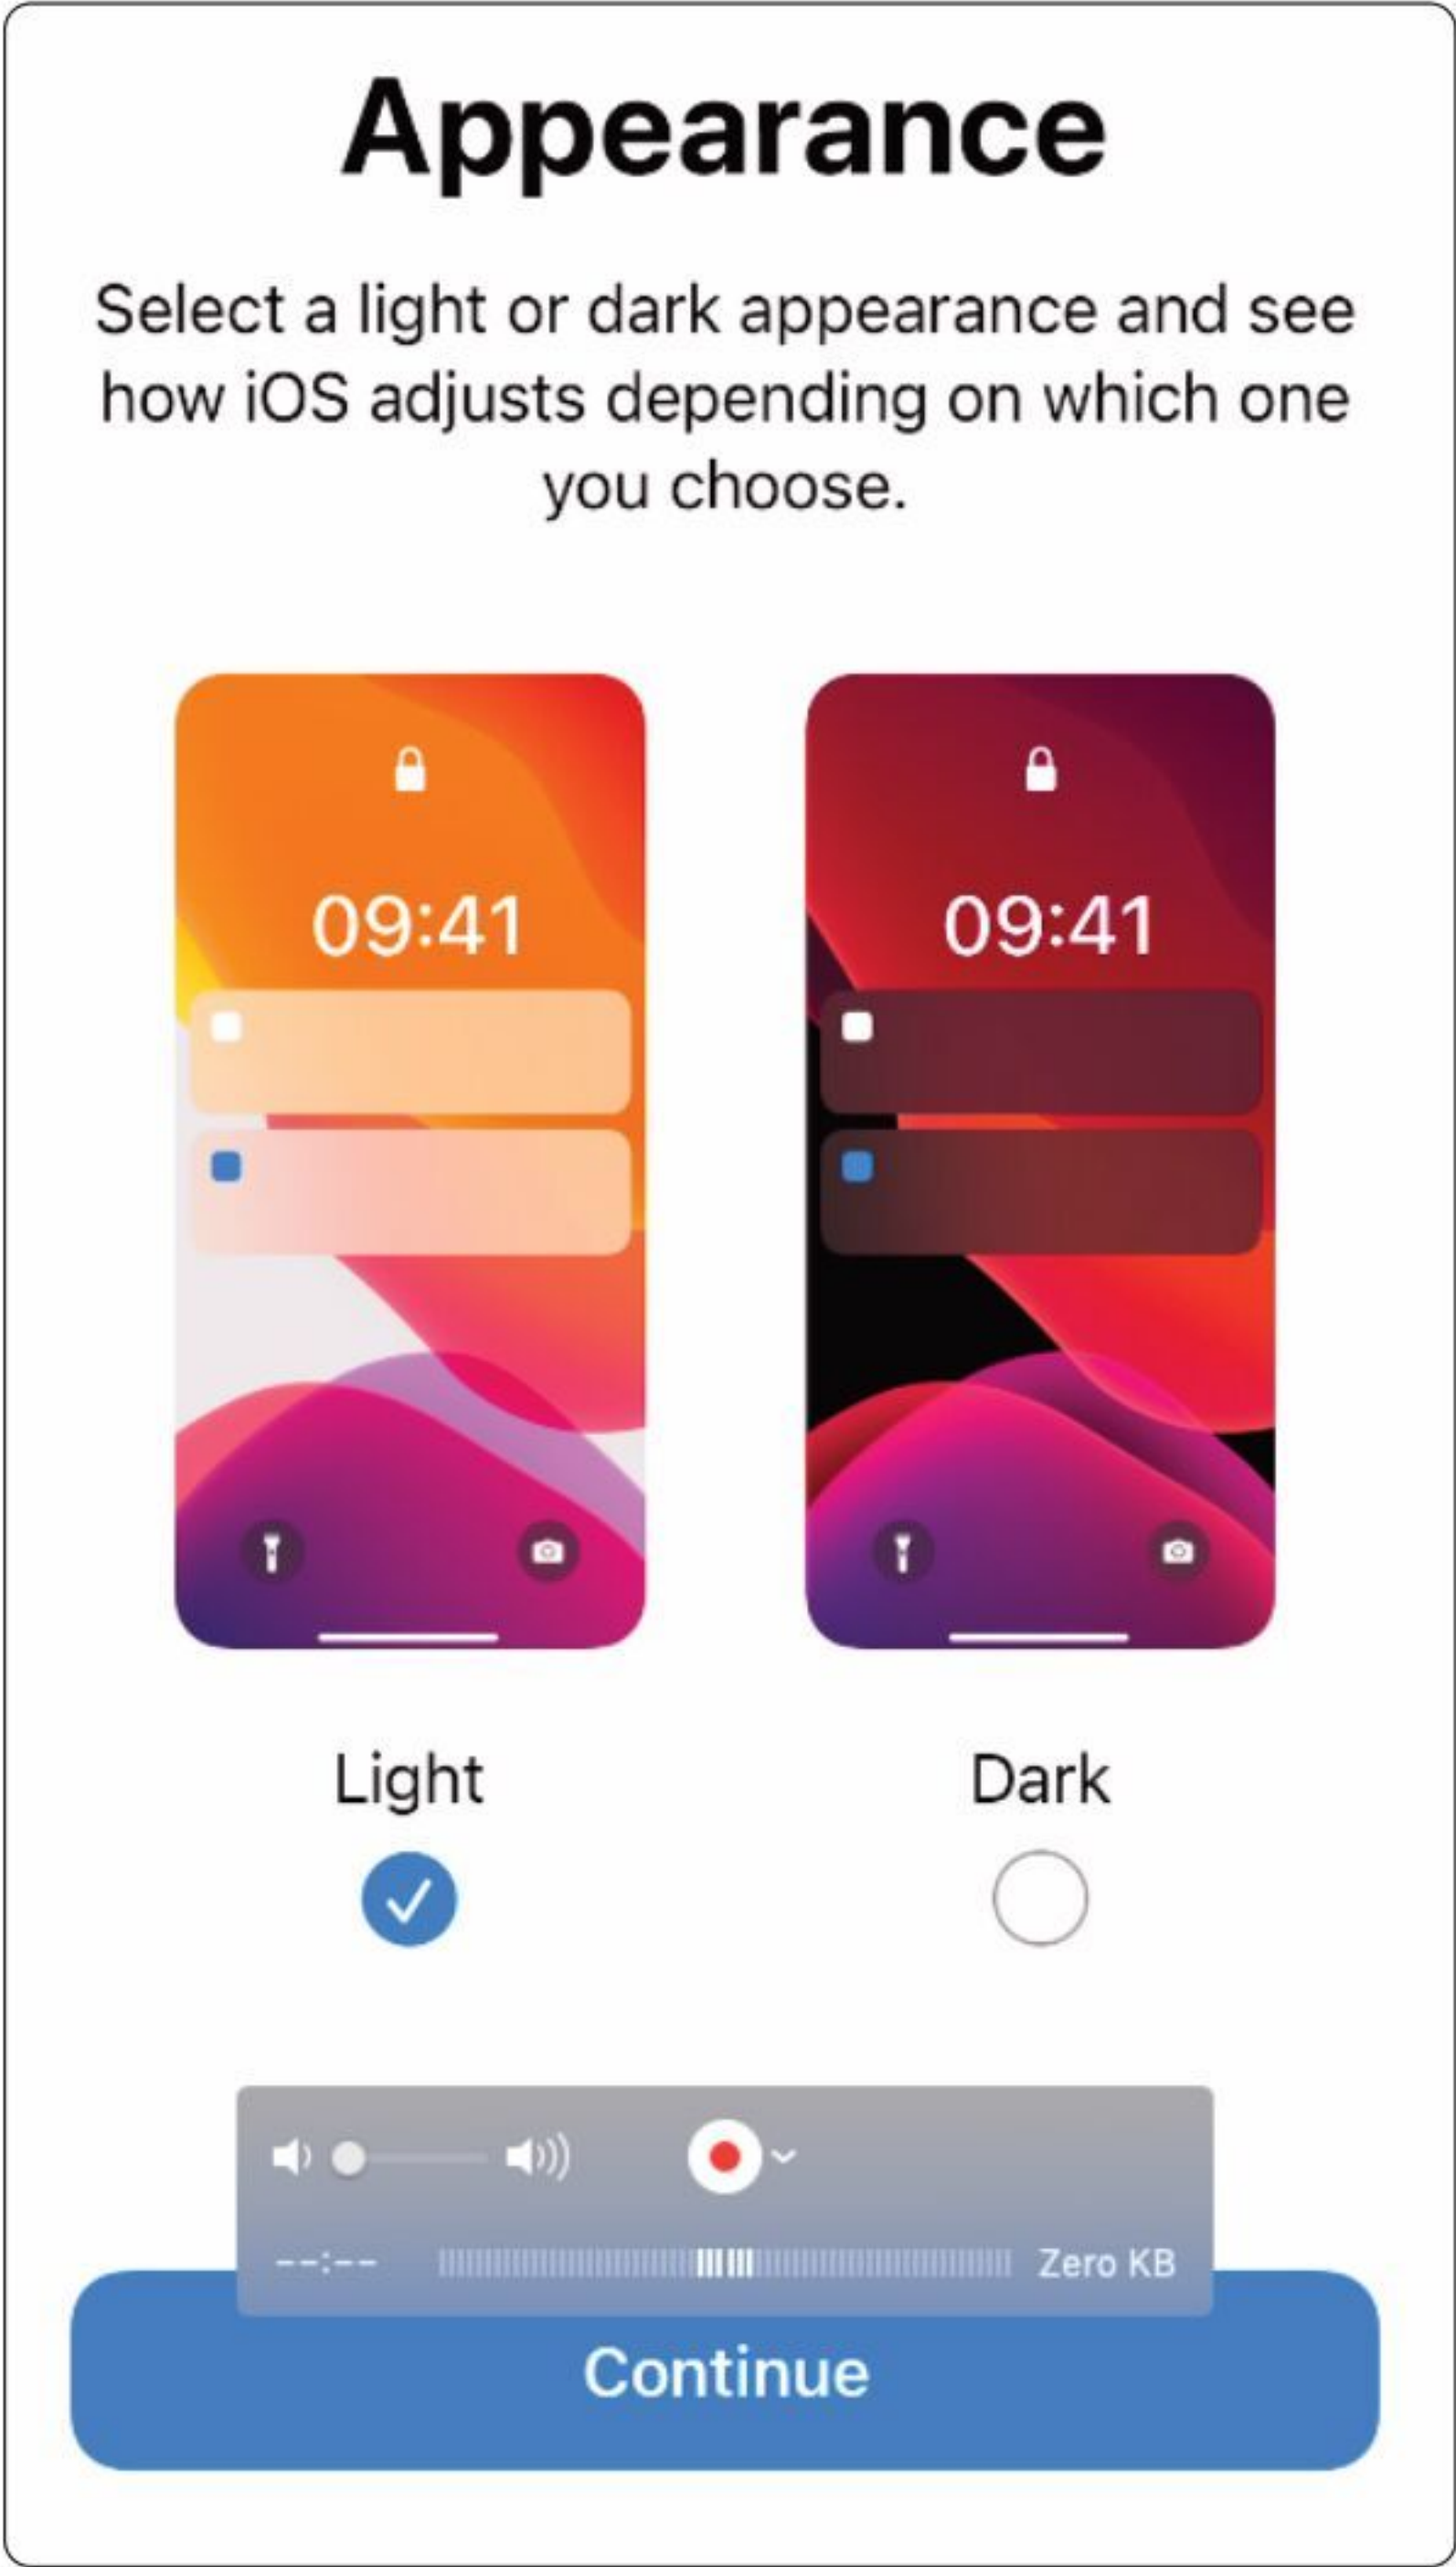 Appearance
Select a light or dark appearance and see
how iOS adjusts depending on which one
you choose.
09:41
09:41
Light
Dark
--:--
Zero KB
Continue